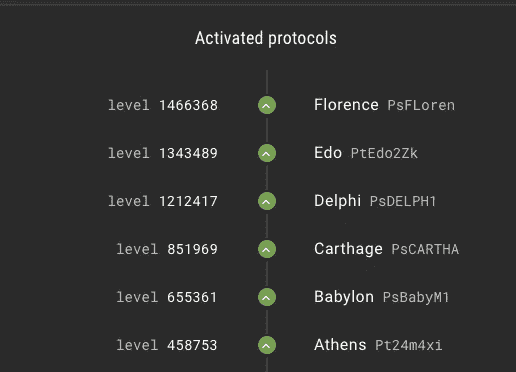 Activated protocols
level 1466368 Florence PsFLoren
level 1343489 Edo PtEdo2Zk
level 1212417 Delphi PsDELPH1
level 851969 Carthage PsCARTHA
level 655361 Babylon PsBabyM1
level 458753 Athens Pt24m4xi